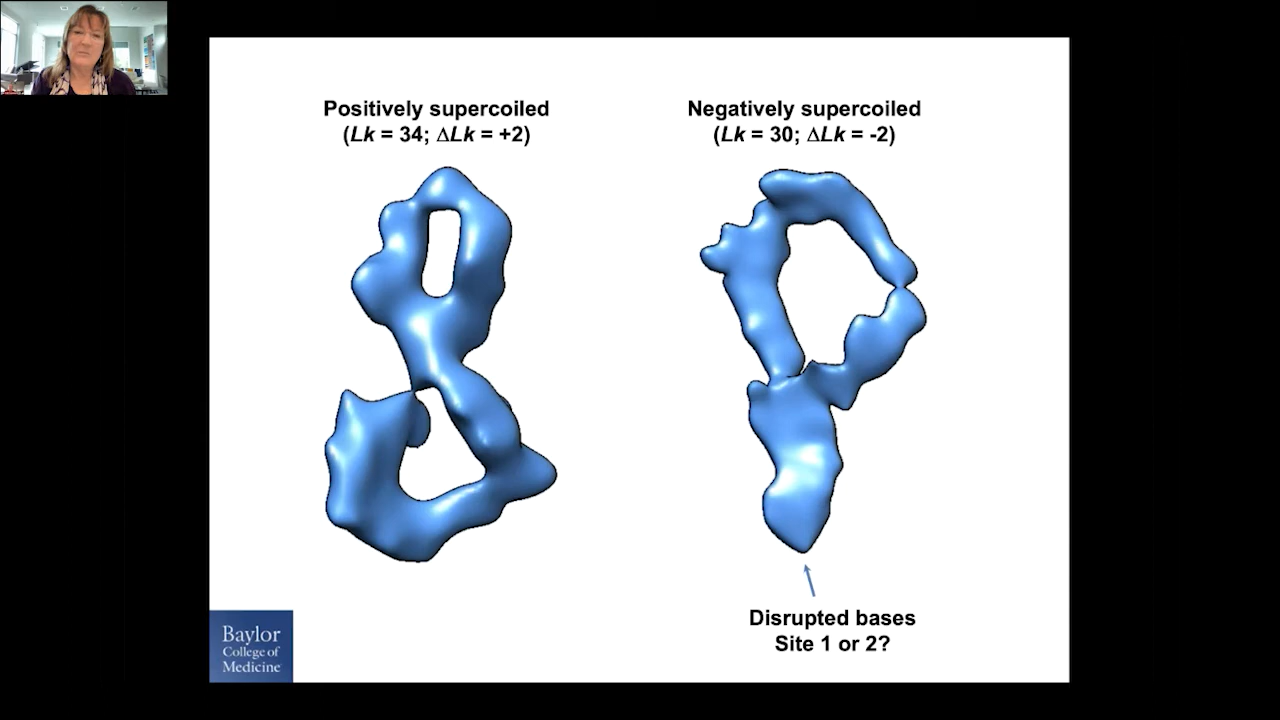 Positively supercoiled
(Lk = 34; ΔLk = +2)
Negatively supercoiled
(Lk = 30; ΔLk = -2)
Disrupted bases
Site 1 or 2?
Baylor
College of
Medicine